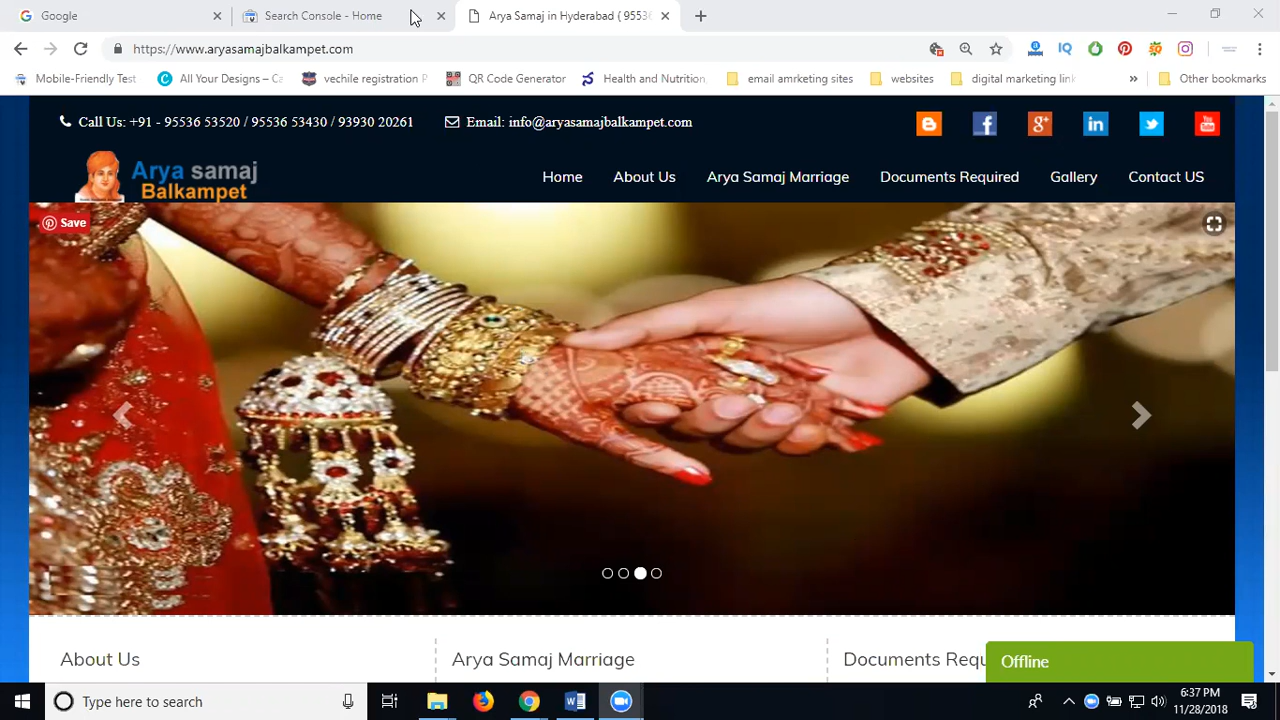 Google
Search Console - Home
Arya Samaj in Hyderabad ( 9553
https://www.aryasamajbalkampet.com
Mobile-Friendly Test
All Your Designs – Ca
vechile registration P
QR Code Generator
Health and Nutrition
email amrketing sites
websites
digital marketing link
Other bookmarks
Call Us: +91 - 95536 53520 / 95536 53430 / 93930 20261
Email: info@aryasamajbalkampet.com
Arya samaj
Balkampet
Home
About Us
Arya Samaj Marriage
Documents Required
Gallery
Contact US
Save
About Us
Arya Samaj Marriage
Documents Requ
Offline
Type here to search
6:37 PM
11/28/2018